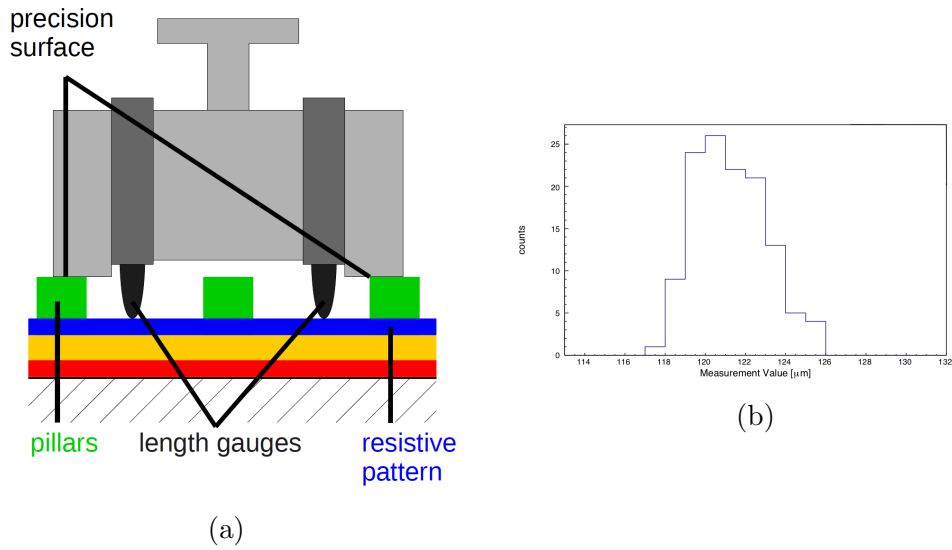 precision
surface
pillars
length gauges
resistive
pattern
(a)
25
20
15
10
5
0
counts
114
116
118
120
122
124
126
128
130
132
Measurement Value [μm]
(b)